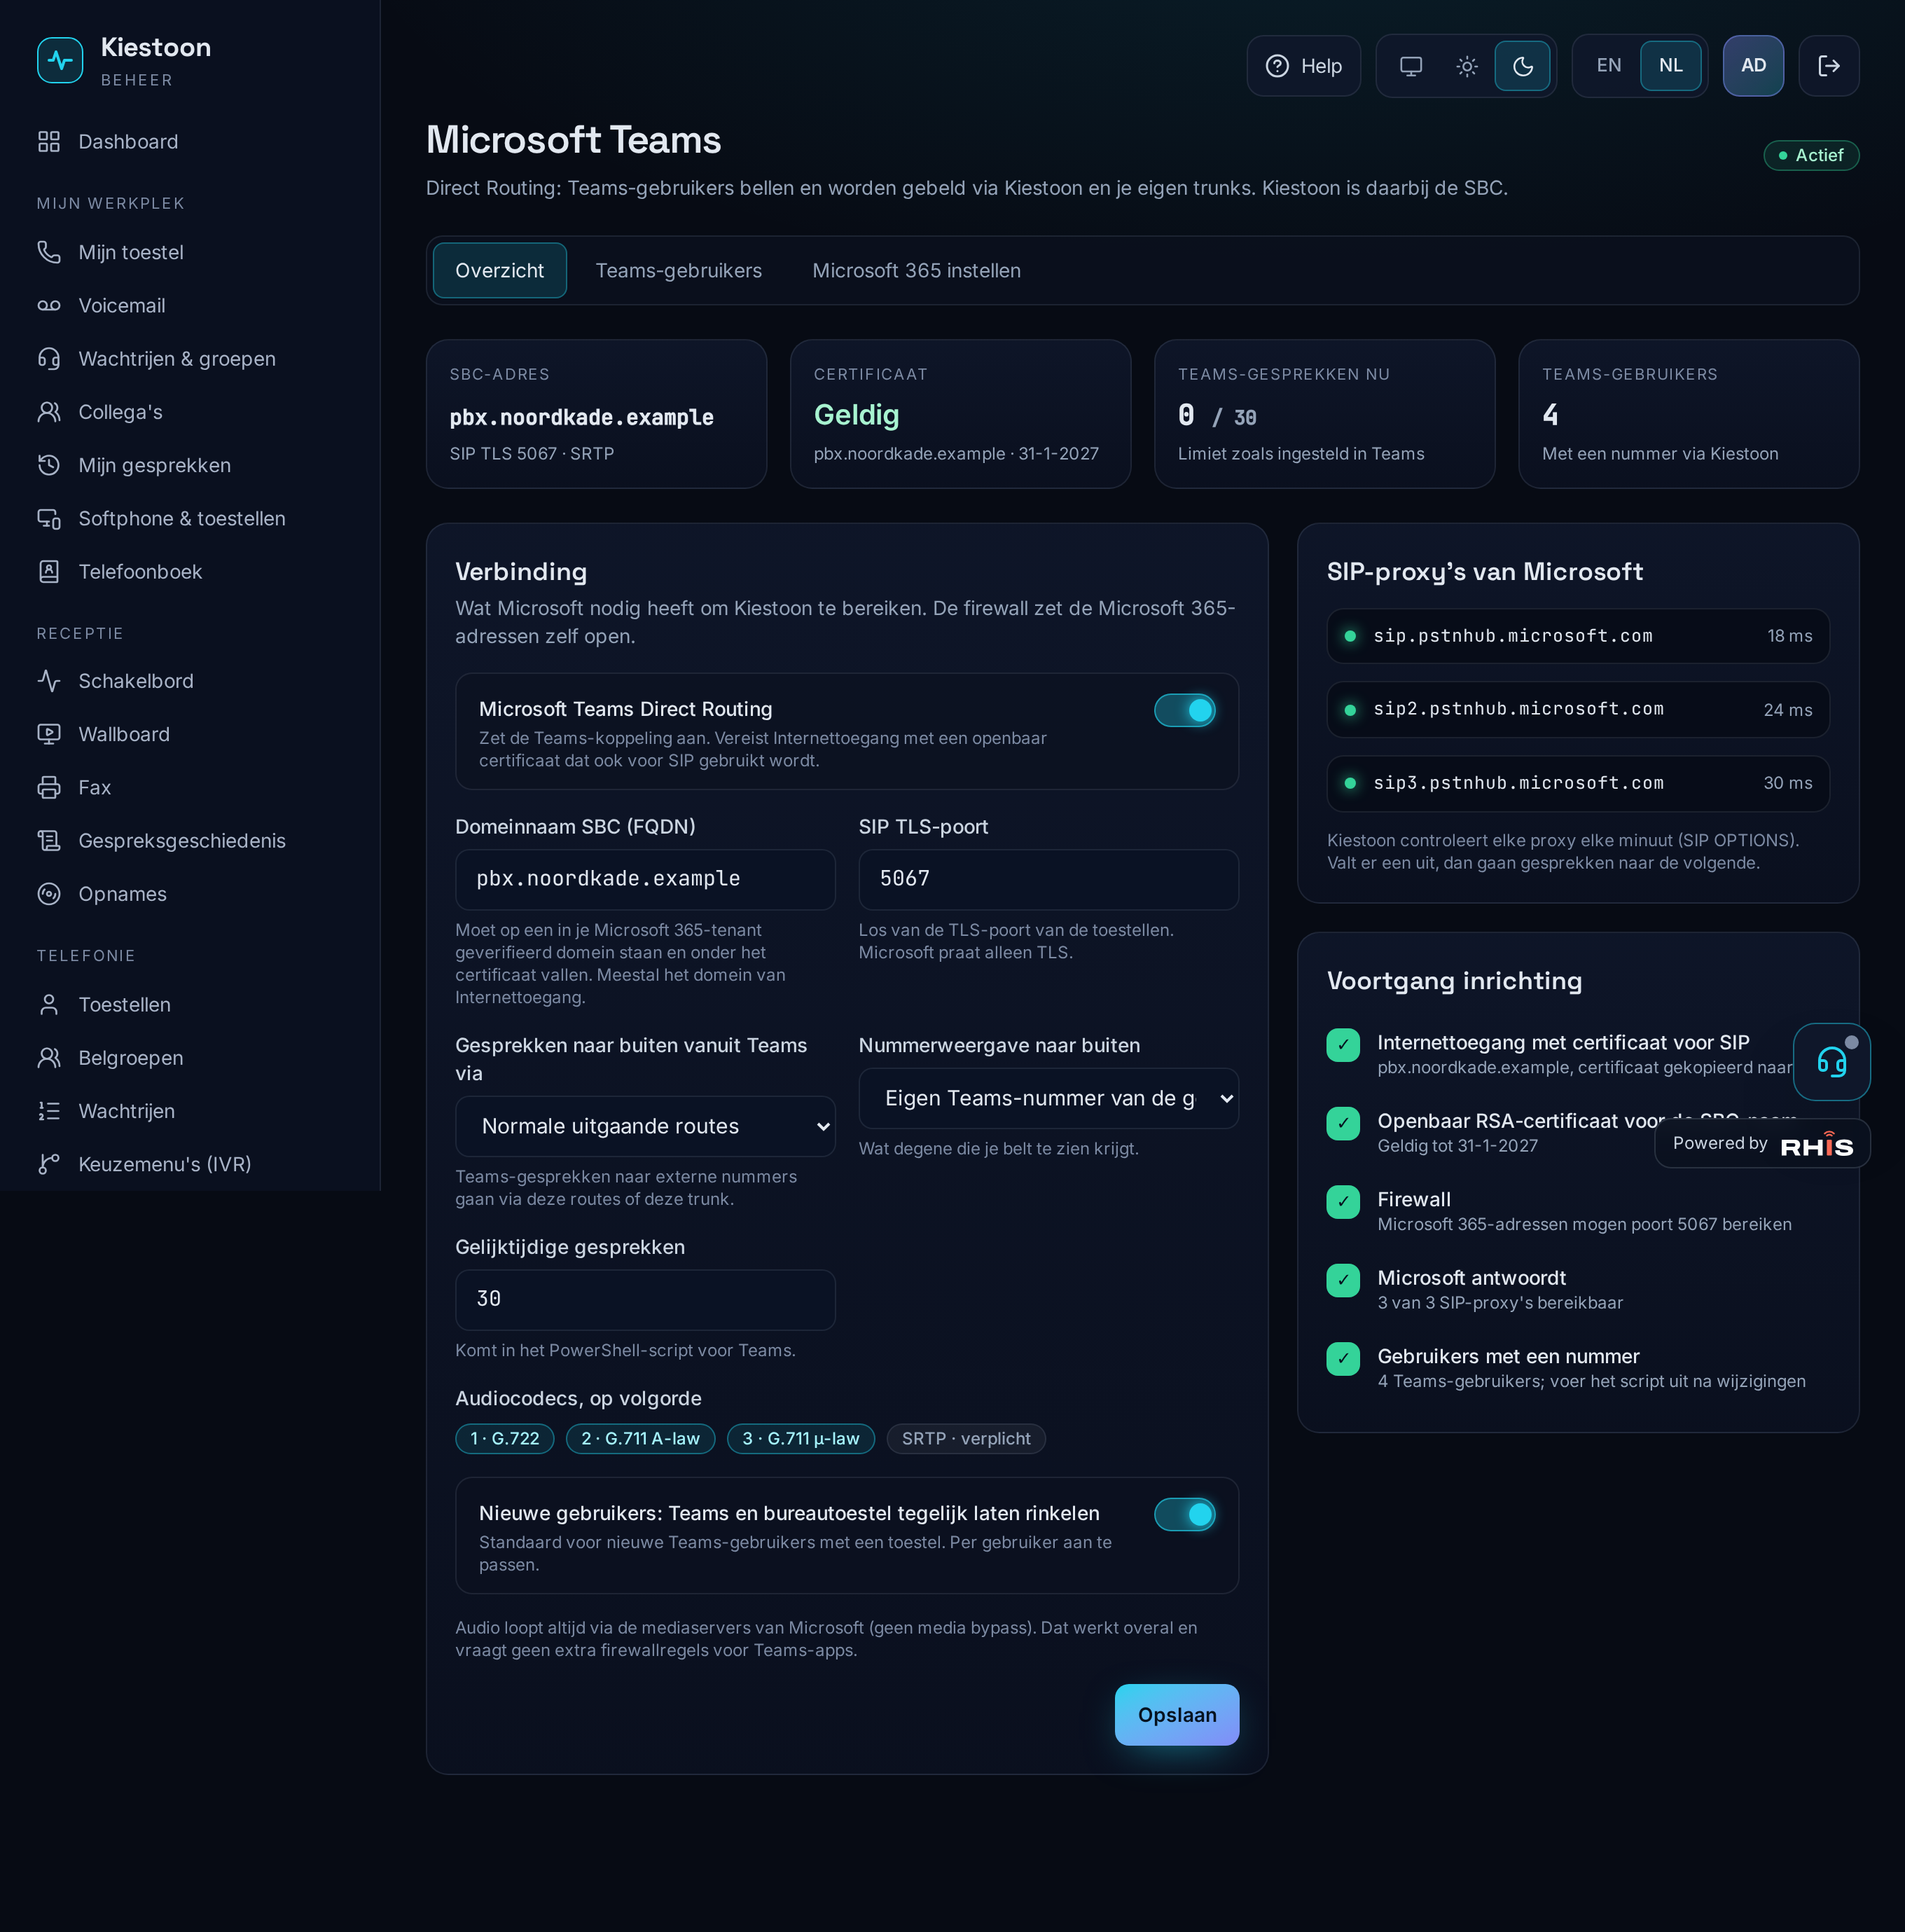 Kiestoon
BEHEER
Dashboard
MIJN WERKPLEK
Mijn toestel
Voicemail
Wachtrijen & groepen
Collega's
Mijn gesprekken
Softphone & toestellen
Telefoonboek
RECEPTIE
Schakelbord
Wallboard
Fax
Gespreksgeschiedenis
Opnames
TELEFONIE
Toestellen
Belgroepen
Wachtrijen
Keuzemenu's (IVR)
Help
EN
NL
AD
Microsoft Teams
Actief
Direct Routing: Teams-gebruikers bellen en worden gebeld via Kiestoon en je eigen trunks. Kiestoon is daarbij de SBC.
Overzicht
Teams-gebruikers
Microsoft 365 instellen
SBC-ADRES
pbx.noordkade.example
SIP TLS 5067 · SRTP
CERTIFICAAT
Geldig
pbx.noordkade.example · 31-1-2027
TEAMS-GESPREKKEN NU
0 / 30
Limiet zoals ingesteld in Teams
TEAMS-GEBRUIKERS
4
Met een nummer via Kiestoon
Verbinding
Wat Microsoft nodig heeft om Kiestoon te bereiken. De firewall zet de Microsoft 365-
adressen zelf open.
Microsoft Teams Direct Routing
Zet de Teams-koppeling aan. Vereist Internettoegang met een openbaar
certificaat dat ook voor SIP gebruikt wordt.
Domeinnaam SBC (FQDN)
pbx.noordkade.example
Moet op een in je Microsoft 365-tenant
geverifieerd domein staan en onder het
certificaat vallen. Meestal het domein van
Internettoegang.
SIP TLS-poort
5067
Los van de TLS-poort van de toestellen.
Microsoft praat alleen TLS.
Gesprekken naar buiten vanuit Teams
via
Normale uitgaande routes
Teams-gesprekken naar externe nummers
gaan via deze routes of deze trunk.
Nummerweergave naar buiten
Eigen Teams-nummer van de g
Wat degene die je belt te zien krijgt.
Gelijktijdige gesprekken
30
Komt in het PowerShell-script voor Teams.
Audiocodecs, op volgorde
1 · G.722
2 · G.711 A-law
3 · G.711 µ-law
SRTP · verplicht
Nieuwe gebruikers: Teams en bureautoestel tegelijk laten rinkelen
Standaard voor nieuwe Teams-gebruikers met een toestel. Per gebruiker aan te
passen.
Audio loopt altijd via de mediaservers van Microsoft (geen media bypass). Dat werkt overal en
vraagt geen extra firewallregels voor Teams-apps.
Opslaan
SIP-proxy's van Microsoft
sip.pstnhub.microsoft.com 18 ms
sip2.pstnhub.microsoft.com 24 ms
sip3.pstnhub.microsoft.com 30 ms
Kiestoon controleert elke proxy elke minuut (SIP OPTIONS).
Valt er een uit, dan gaan gesprekken naar de volgende.
Voortgang inrichting
Internettoegang met certificaat voor SIP
pbx.noordkade.example, certificaat gekopieerd naar
Openbaar RSA-certificaat voor de SBC-naam
Geldig tot 31-1-2027
Powered by RHiS
Firewall
Microsoft 365-adressen mogen poort 5067 bereiken
Microsoft antwoordt
3 van 3 SIP-proxy's bereikbaar
Gebruikers met een nummer
4 Teams-gebruikers; voer het script uit na wijzigingen